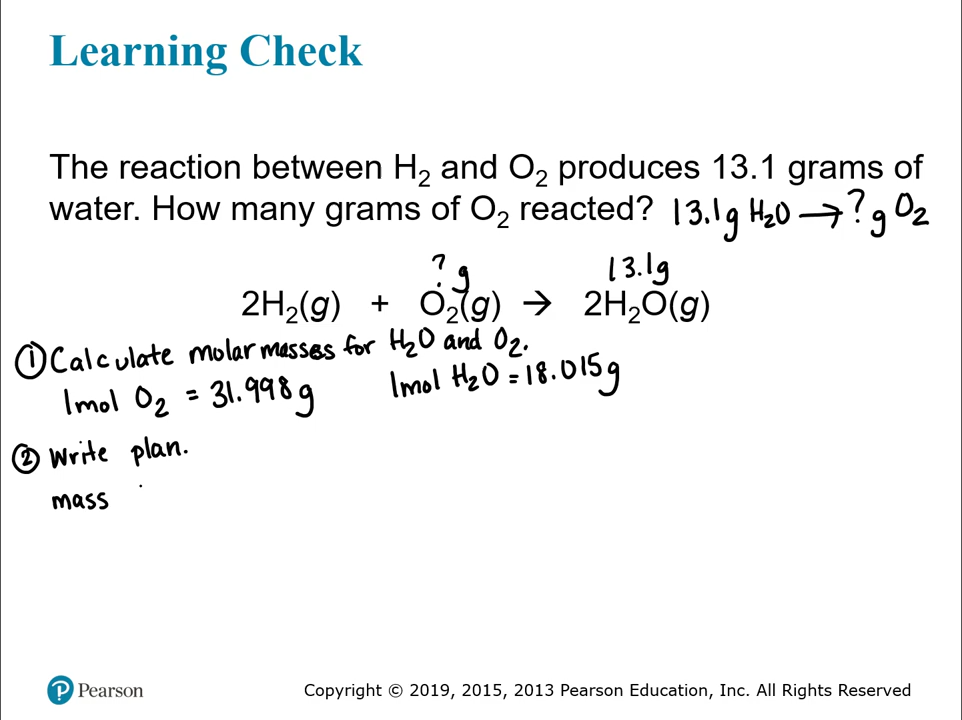 Learning Check
The reaction between H₂ and O₂ produces 13.1 grams of
water. How many grams of O₂ reacted? 13.1g H₂O → ? g O₂
? g 13.1g
2H₂(g) + O₂(g) → 2H₂O(g)
① Calculate molar masses for H₂O and O₂.
1mol O₂ = 31.998g 1mol H₂O = 18.015g
② Write plan.
mass
P Pearson
Copyright © 2019, 2015, 2013 Pearson Education, Inc. All Rights Reserved